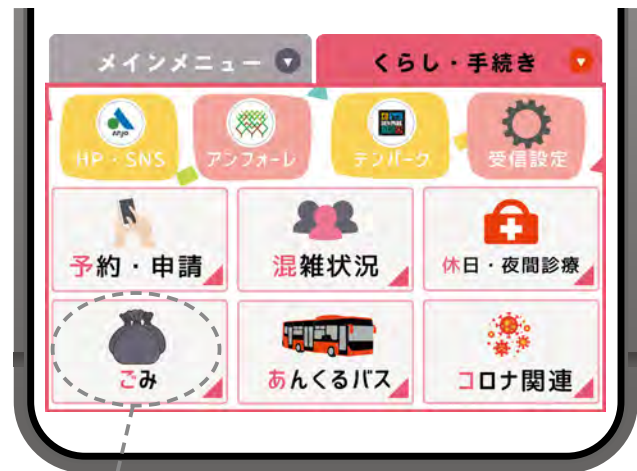 メインメニュー
くらし・手続き
Anjo
HP・SNS
アンフォーレ
デンパーク
受信設定
予約・申請
混雑状況
休日・夜間診療
ごみ
あんくるバス
コロナ関連